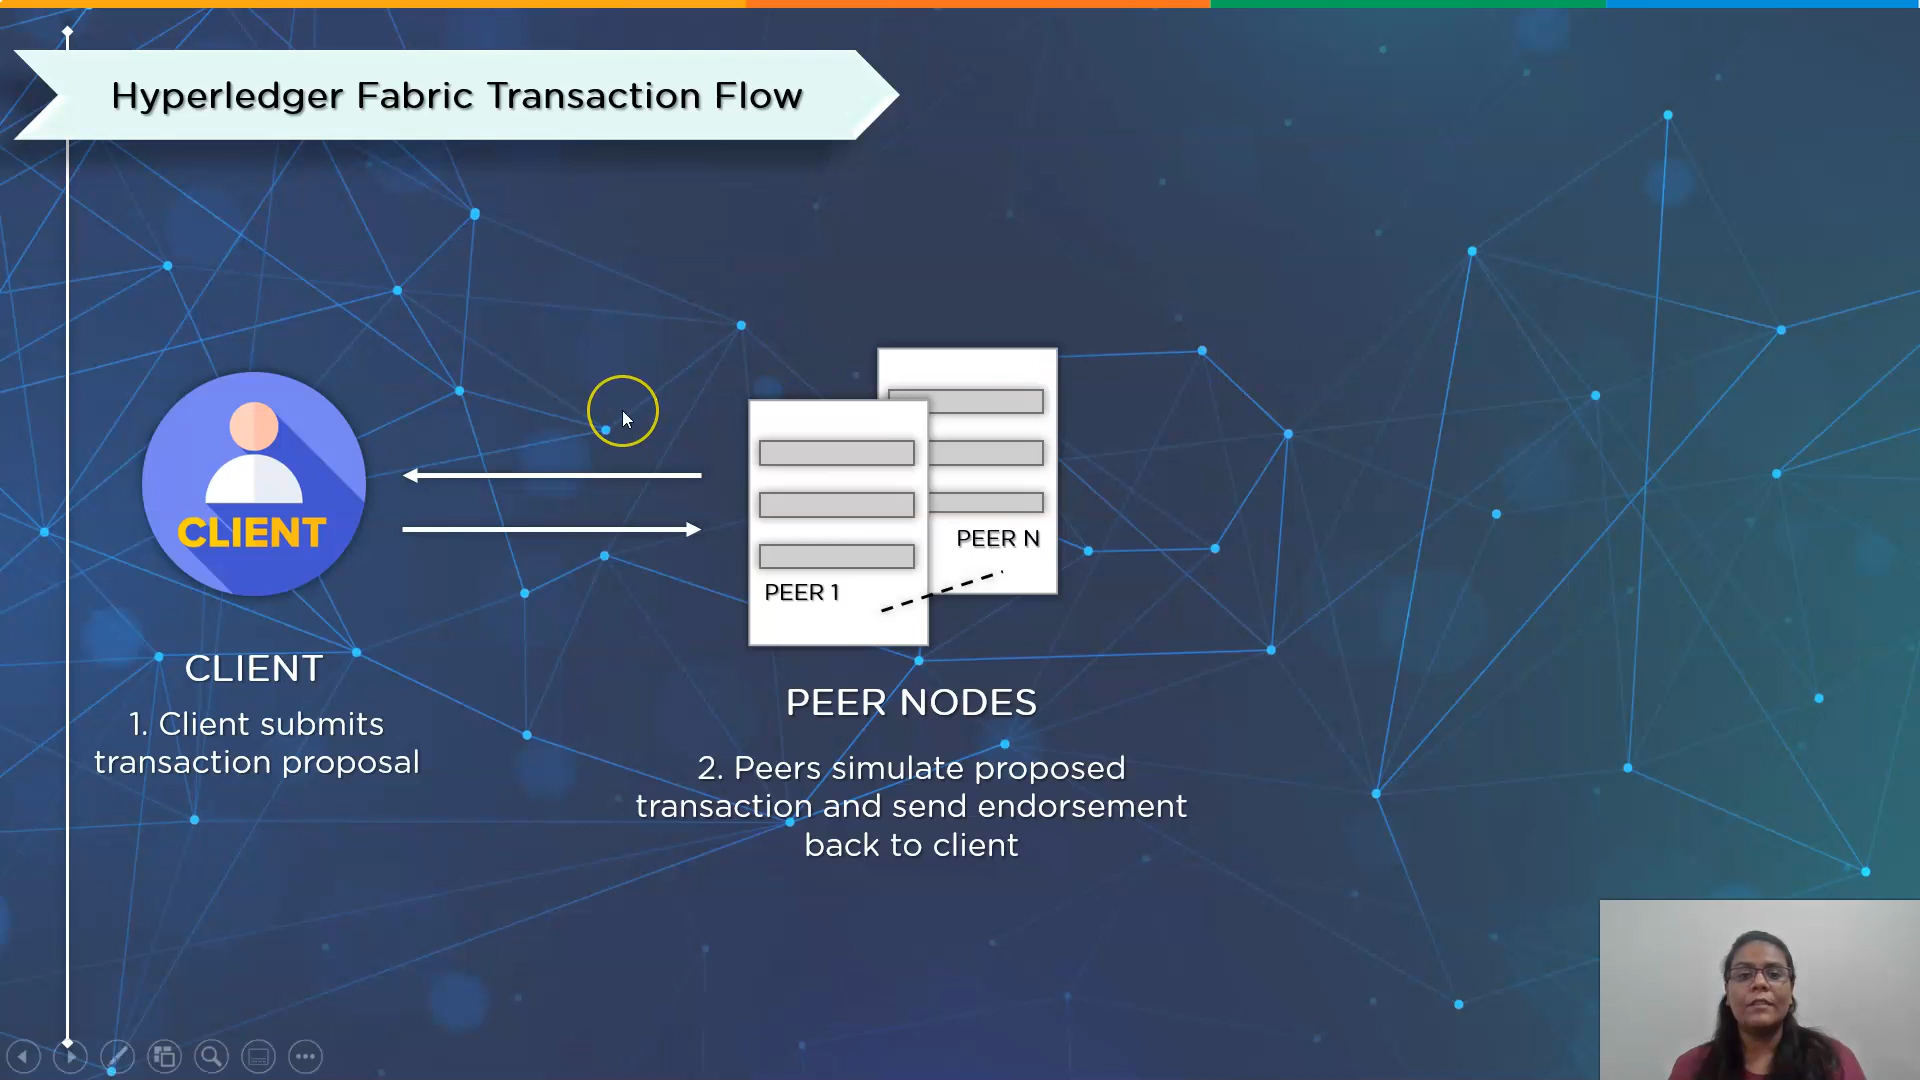 Hyperledger Fabric Transaction Flow
CLIENT
PEER 1
PEER N
CLIENT
1. Client submits
transaction proposal
PEER NODES
2. Peers simulate proposed
transaction and send endorsement
back to client